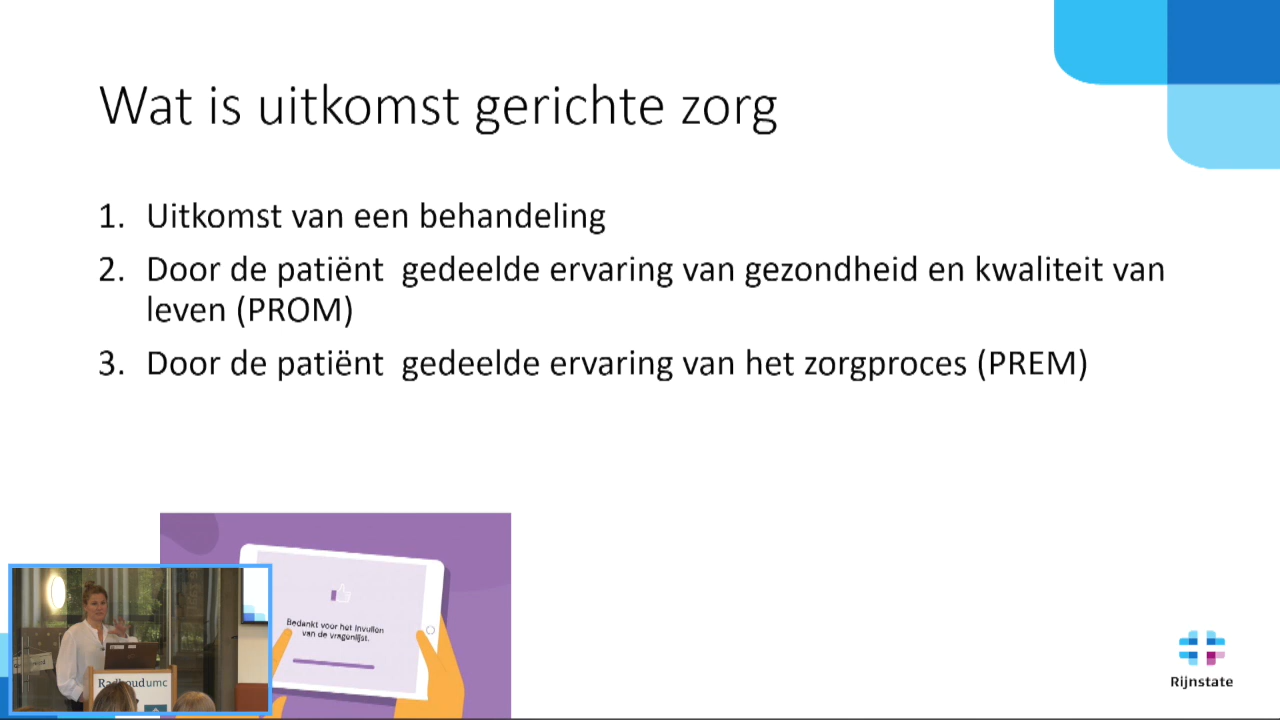 Wat is uitkomst gerichte zorg
1. Uitkomst van een behandeling
2. Door de patiënt gedeelde ervaring van gezondheid en kwaliteit van
leven (PROM)
3. Door de patiënt gedeelde ervaring van het zorgproces (PREM)
Bedankt voor het invullen
van de vragenlijst.
Radboudumc
Rijnstate